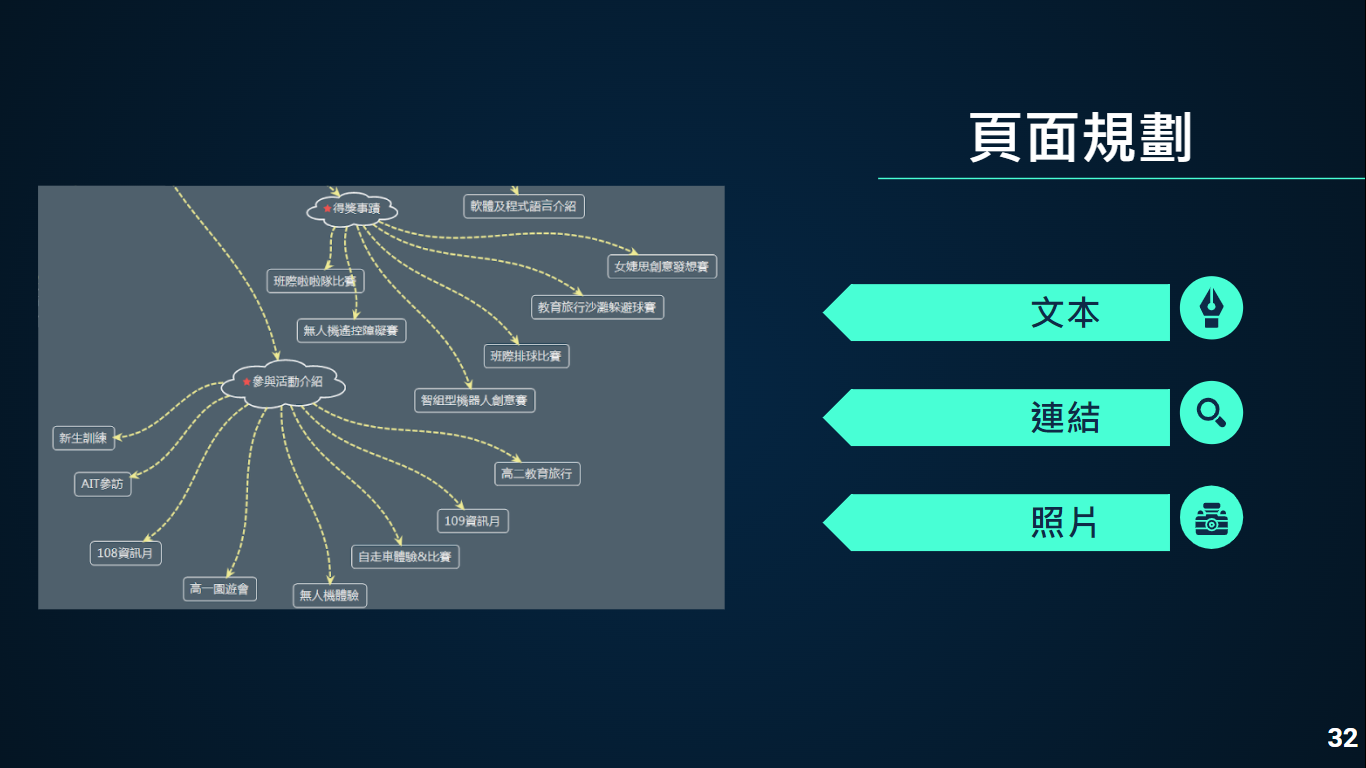 頁面規劃
得獎事蹟
軟體及程式語言介紹
女婕思創意發想賽
班際啦啦隊比賽
教育旅行沙灘躲避球賽
無人機遙控障礙賽
班際排球比賽
參與活動介紹
智組型機器人創意賽
新生訓練
高二教育旅行
AIT參訪
109資訊月
108資訊月
自走車體驗&比賽
高一園遊會
無人機體驗
文本
連結
照片
32